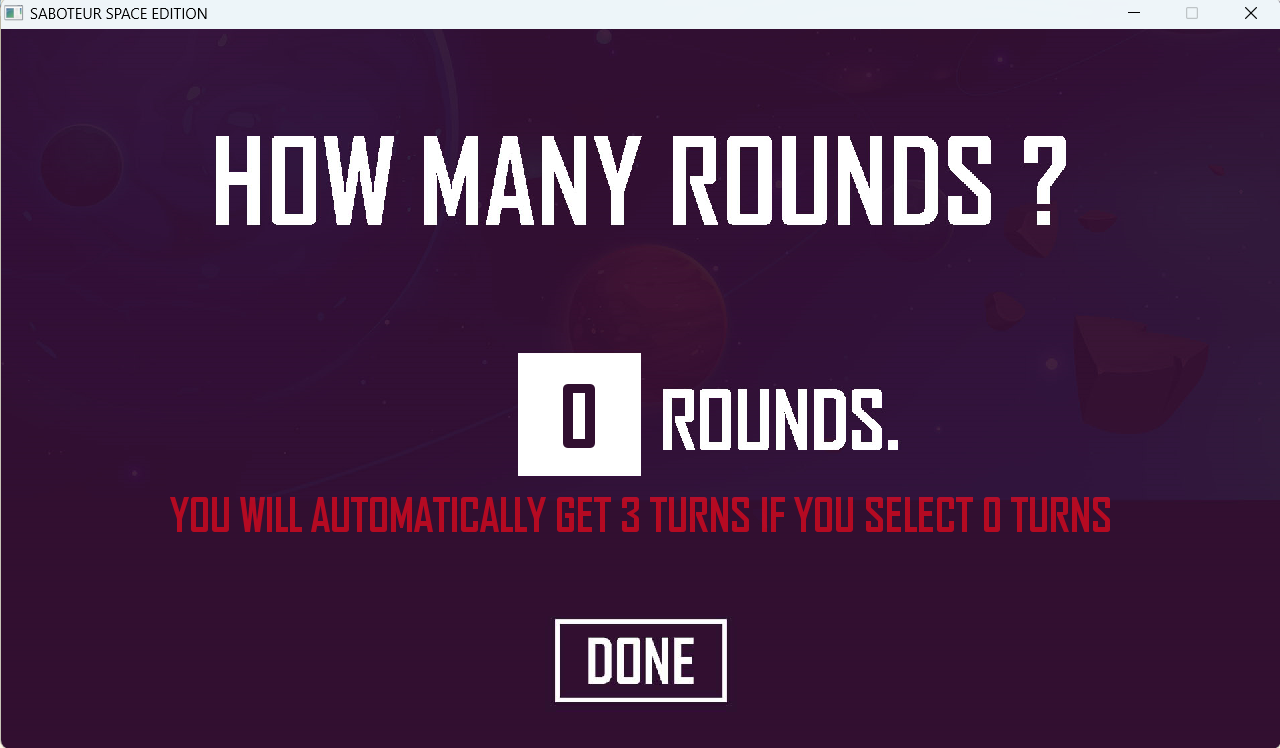 SABOTEUR SPACE EDITION
HOW MANY ROUNDS ?
0 ROUNDS.
YOU WILL AUTOMATICALLY GET 3 TURNS IF YOU SELECT 0 TURNS
DONE